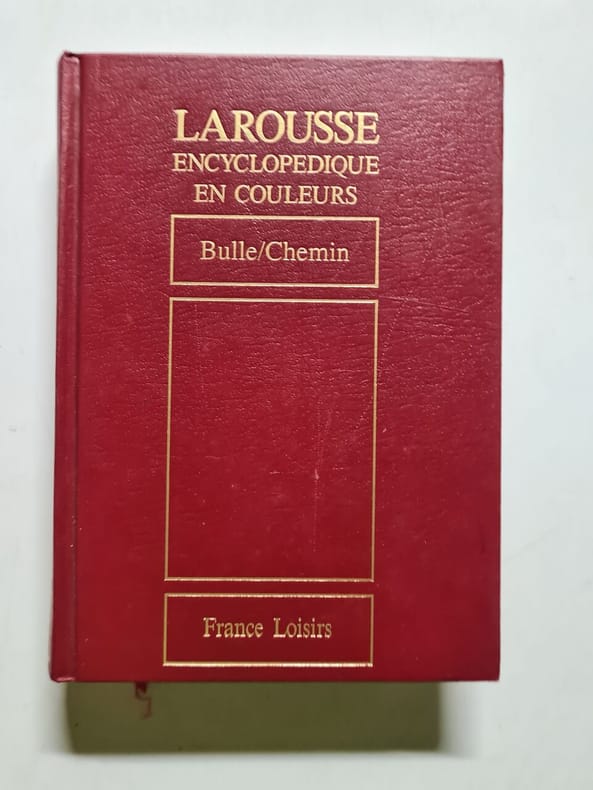 LAROUSSE
ENCYCLOPEDIQUE
EN COULEURS
Bulle/Chemin
France Loisirs